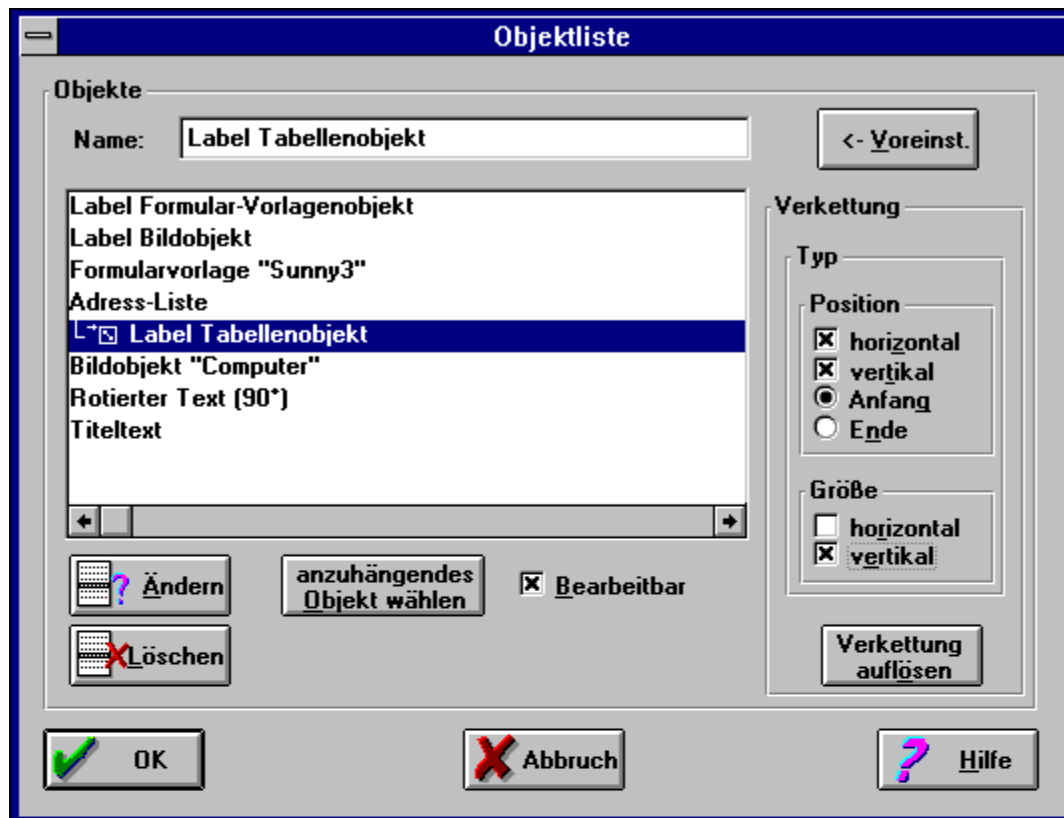 Objektliste
Objekte
Name:
Label Tabellenobjekt
<- Voreinst.
Label Formular-Vorlagenobjekt
Label Bildobjekt
Formularvorlage "Sunny3"
Adress-Liste
Label Tabellenobjekt
Bildobjekt "Computer"
Rotierter Text (90°)
Titeltext
Verkettung
Typ
Position
horizontal
vertikal
Anfang
Ende
Größe
horizontal
vertikal
Ändern
anzuhängendes
Objekt wählen
Bearbeitbar
Löschen
Verkettung
auflösen
OK
Abbruch
Hilfe